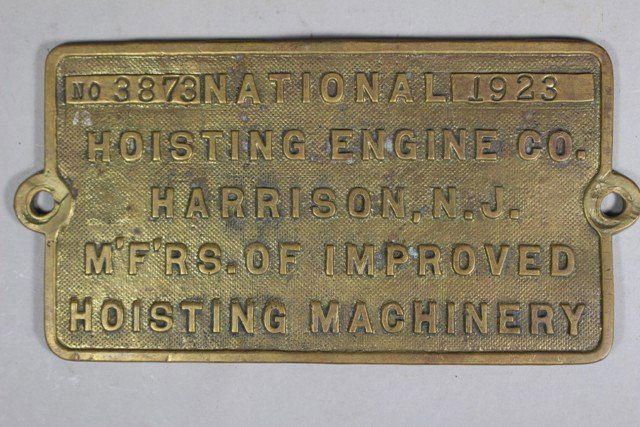 NO 3873 NATIONAL 1923
HOISTING ENGINE CO.
HARRISON, N.J.
M'F'RS. OF IMPROVED
HOISTING MACHINERY